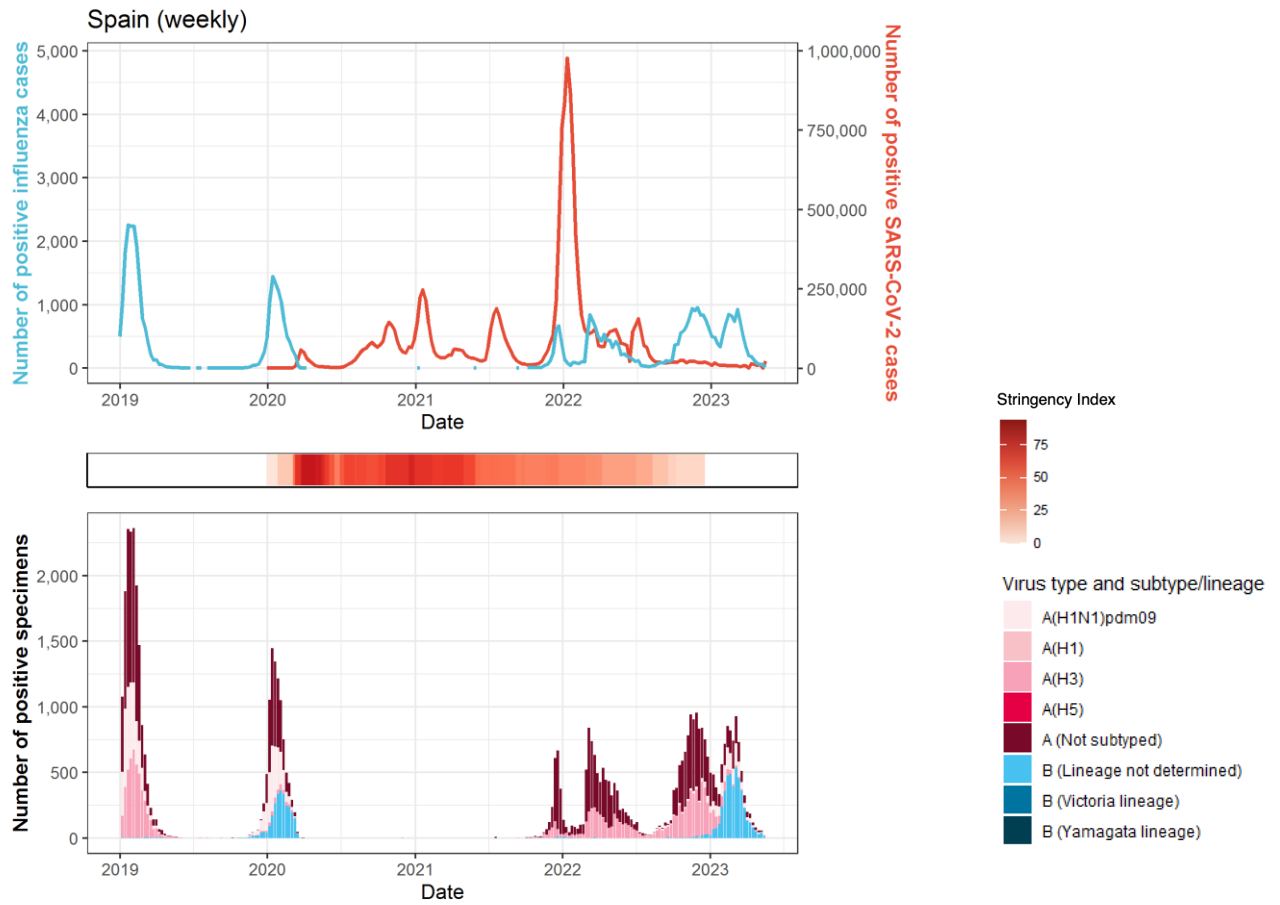 Spain (weekly)
Number of positive influenza cases
5,000
4,000
3,000
2,000
1,000
0
1,000,000
750,000
500,000
250,000
0
Number of positive SARS-CoV-2 cases
2019 2020 2021 2022 2023
Date
Stringency Index
75
50
25
0
Number of positive specimens
2,000
1,500
1,000
500
0
2019 2020 2021 2022 2023
Date
Virus type and subtype/lineage
A(H1N1)pdm09
A(H1)
A(H3)
A(H5)
A (Not subtyped)
B (Lineage not determined)
B (Victoria lineage)
B (Yamagata lineage)